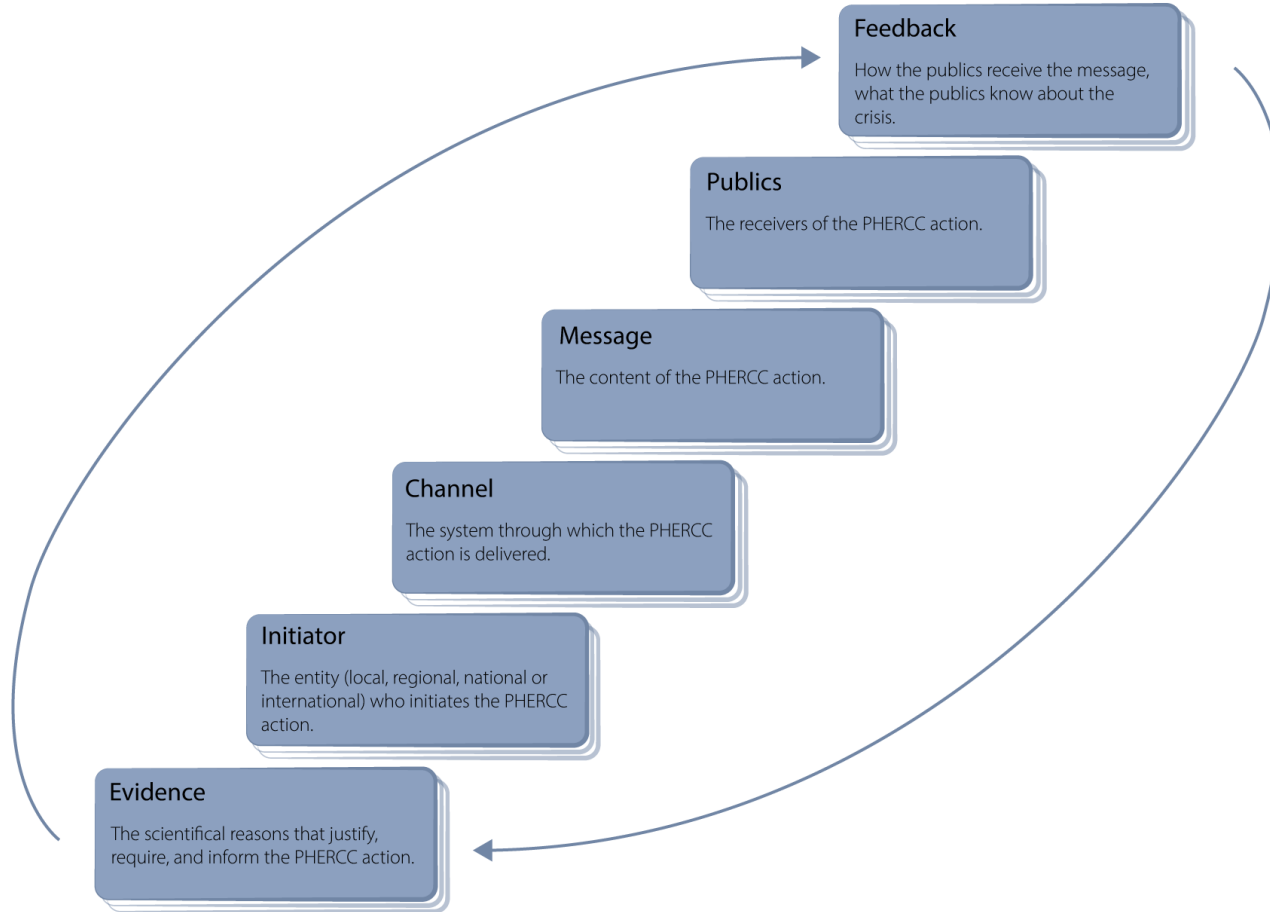 Feedback
How the publics receive the message,
what the publics know about the
crisis.
Publics
The receivers of the PHERCC action.
Message
The content of the PHERCC action.
Channel
The system through which the PHERCC
action is delivered.
Initiator
The entity (local, regional, national or
international) who initiates the PHERCC
action.
Evidence
The scientifical reasons that justify,
require, and inform the PHERCC action.